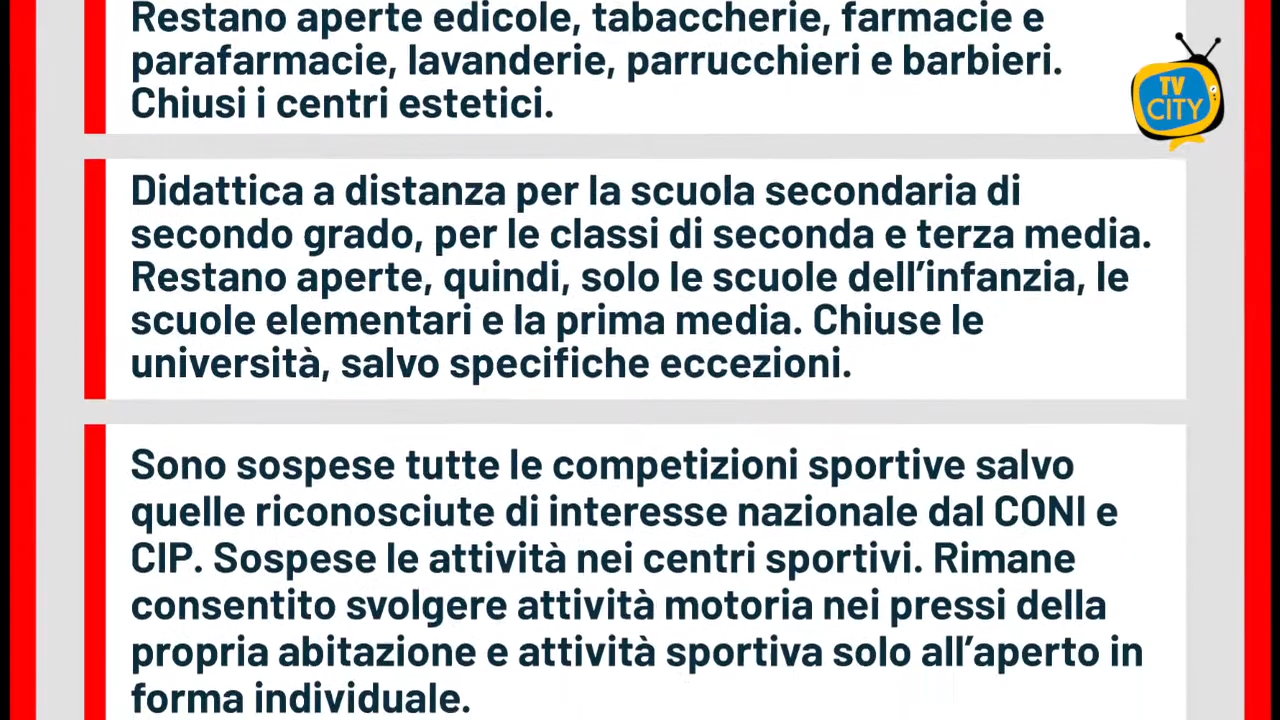 Restano aperte edicole, tabaccherie, farmacie e
parafarmacie, lavanderie, parrucchieri e barbieri.
Chiusi i centri estetici.
TV
CITY
Didattica a distanza per la scuola secondaria di
secondo grado, per le classi di seconda e terza media.
Restano aperte, quindi, solo le scuole dell’infanzia, le
scuole elementari e la prima media. Chiuse le
università, salvo specifiche eccezioni.
Sono sospese tutte le competizioni sportive salvo
quelle riconosciute di interesse nazionale dal CONI e
CIP. Sospese le attività nei centri sportivi. Rimane
consentito svolgere attività motoria nei pressi della
propria abitazione e attività sportiva solo all’aperto in
forma individuale.